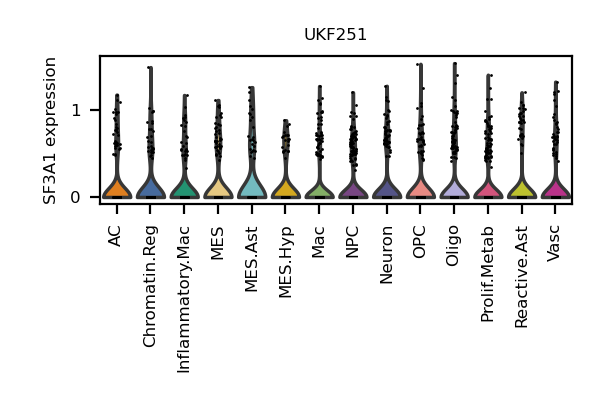 UKF251
SF3A1 expression
1
0
AC
Chromatin.Reg
Inflammatory.Mac
MES
MES.Ast
MES.Hyp
Mac
NPC
Neuron
OPC
Oligo
Prolif.Metab
Reactive.Ast
Vasc